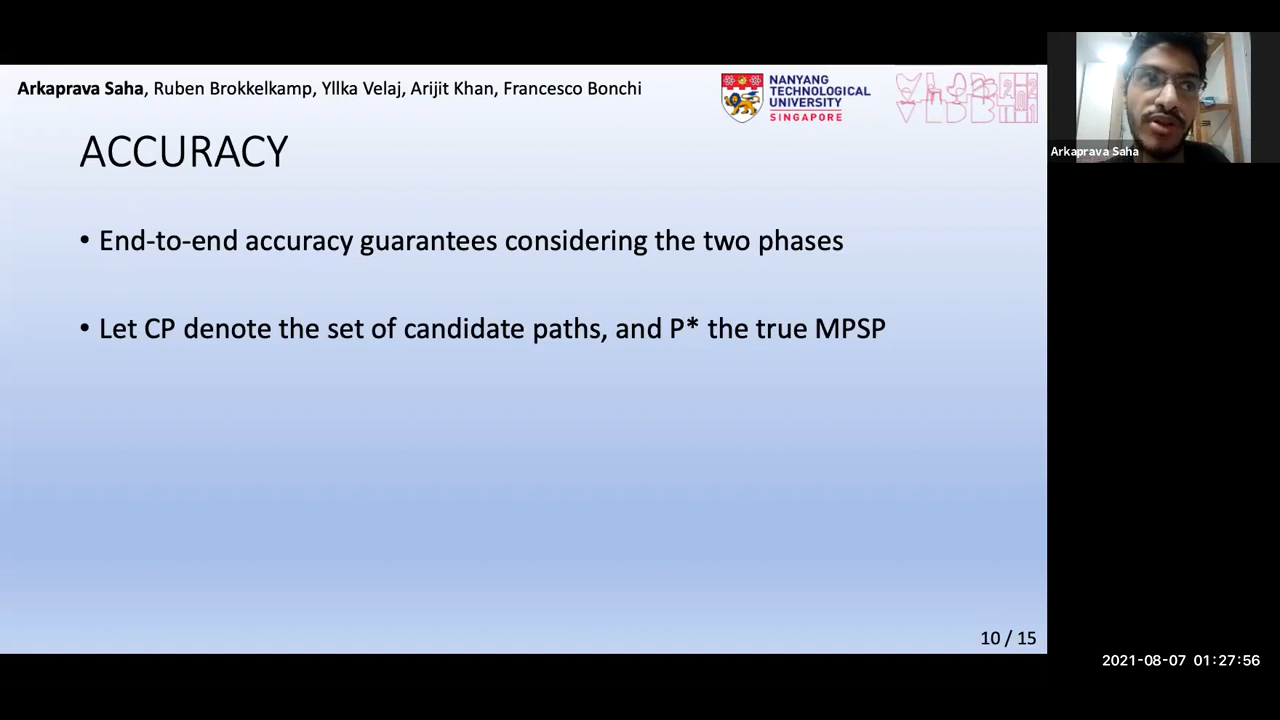 Arkaprava Saha, Ruben Brokkelkamp, Yllka Velaj, Arijit Khan, Francesco Bonchi
NANYANG
TECHNOLOGICAL
UNIVERSITY
SINGAPORE
Arkaprava Saha
ACCURACY
• End-to-end accuracy guarantees considering the two phases
• Let CP denote the set of candidate paths, and P* the true MPSP
10 / 15
2021-08-07 01:27:56